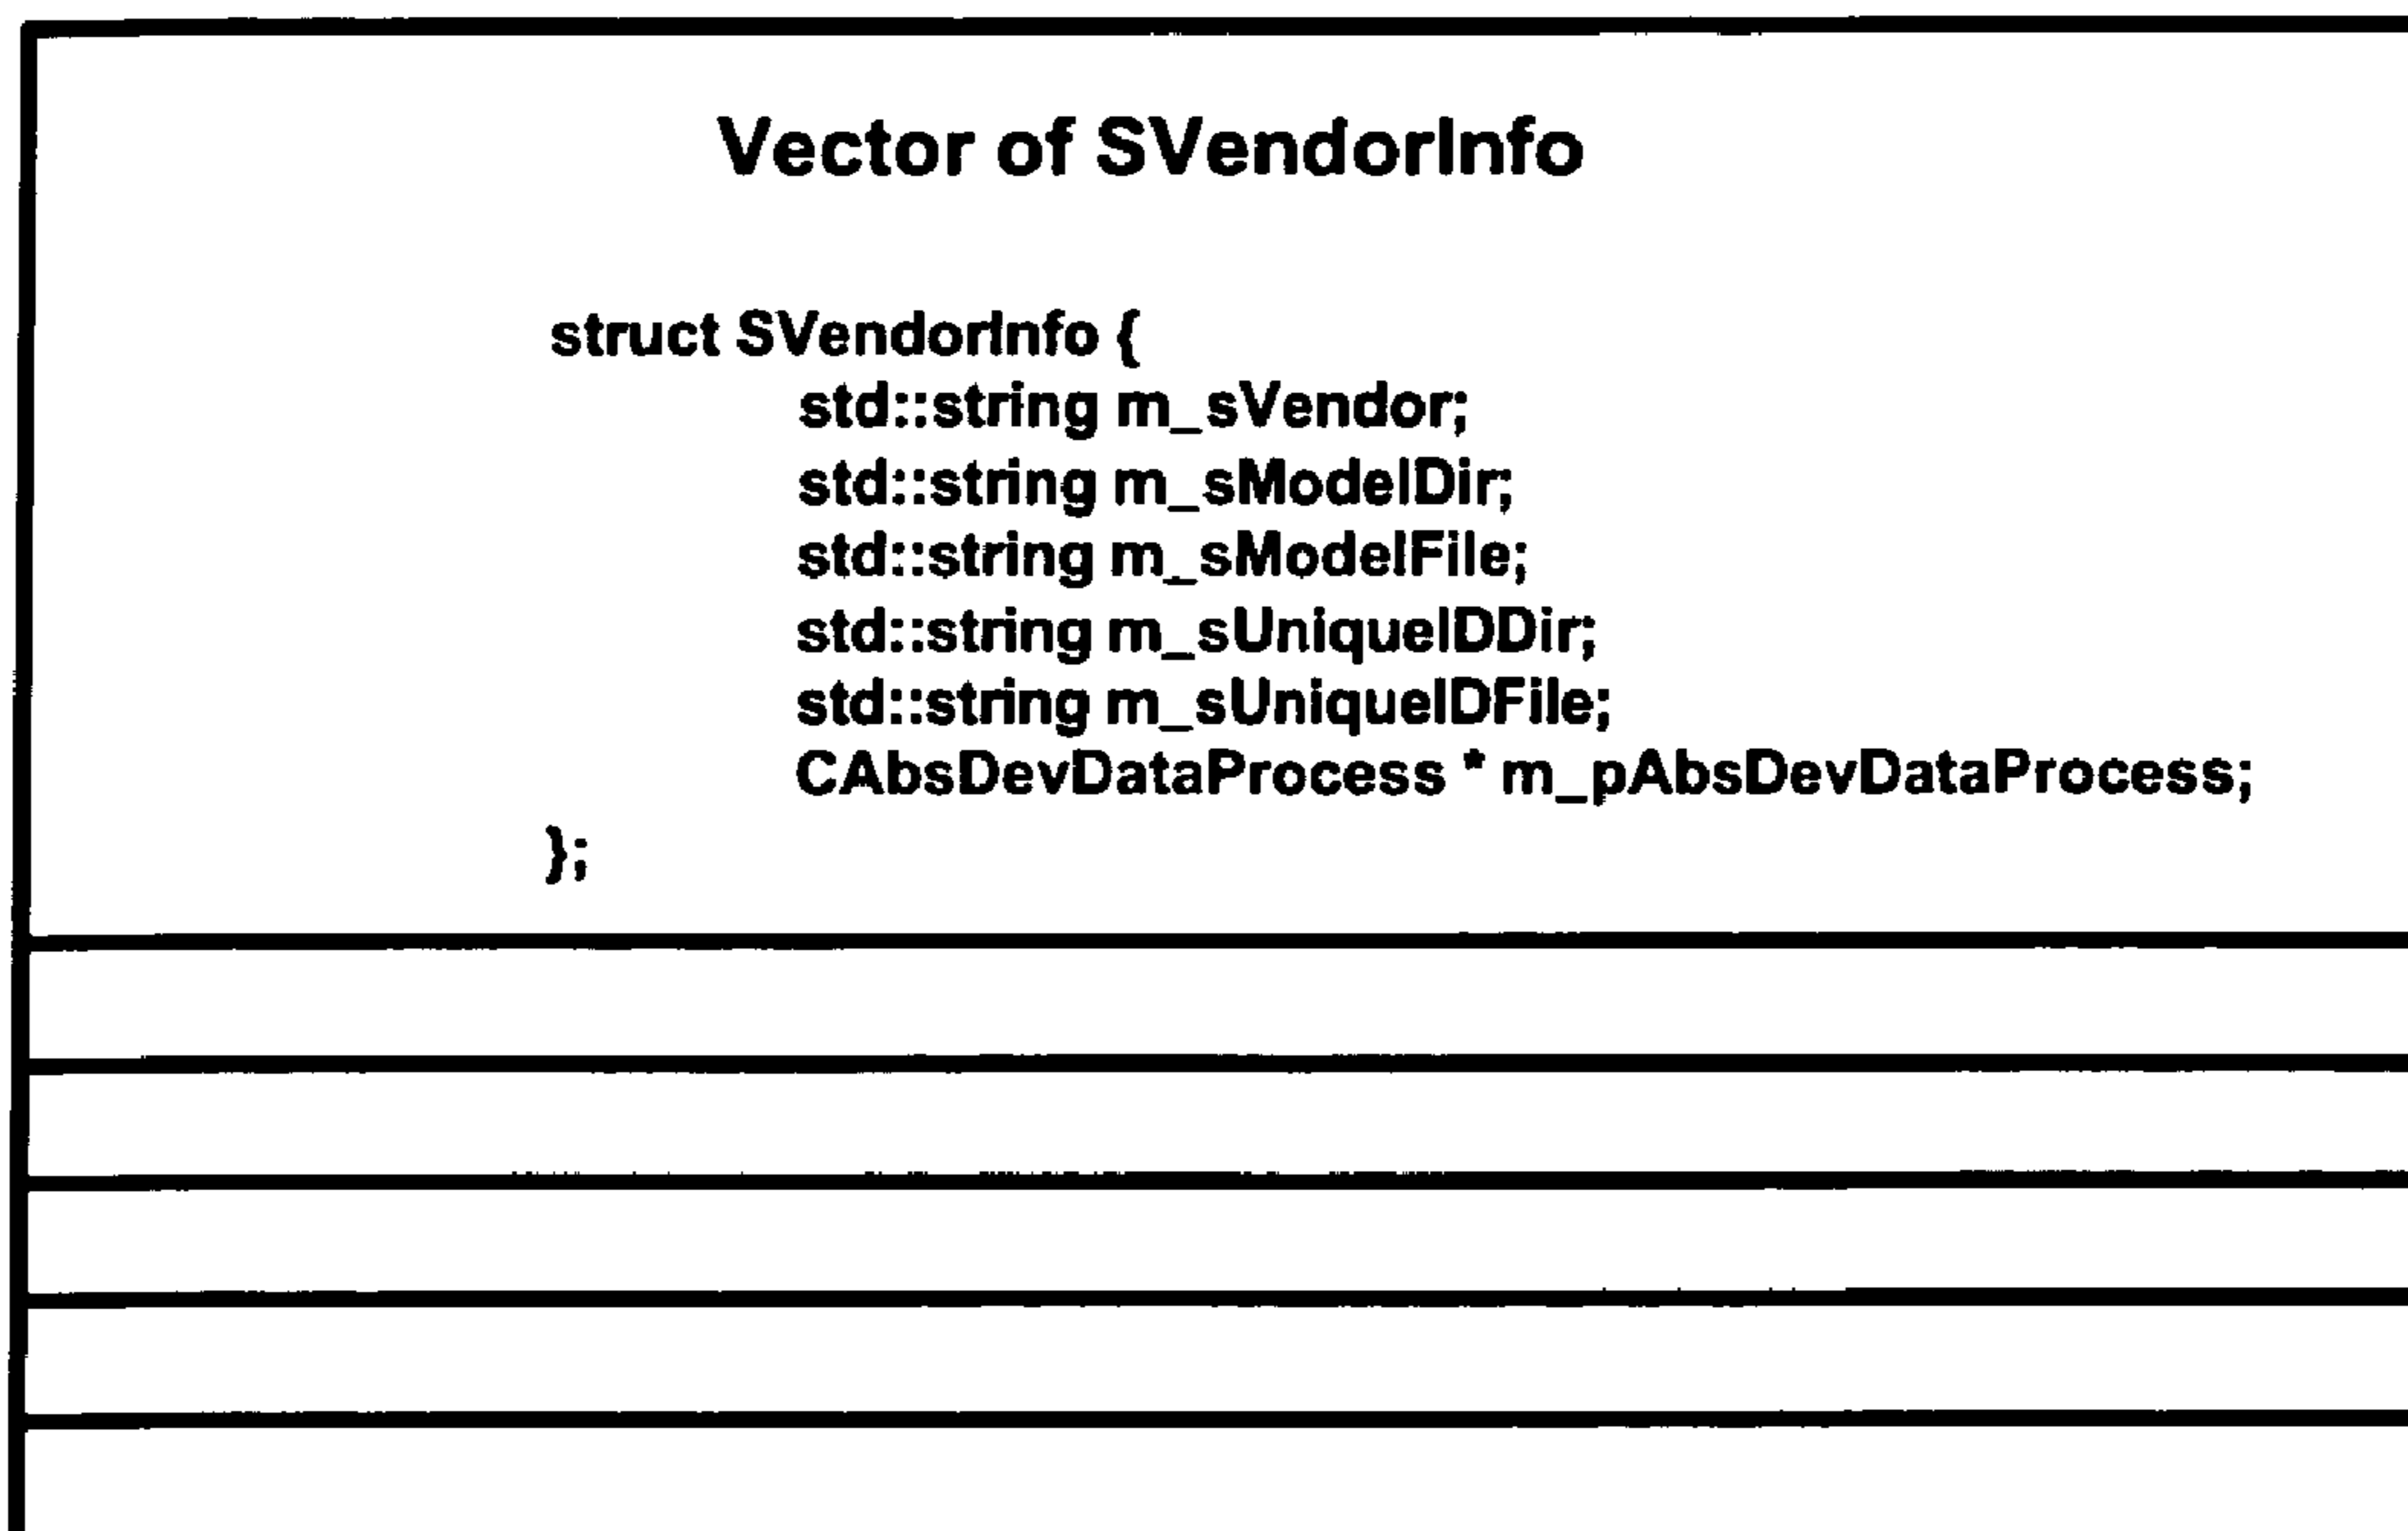 Vector of SVendorInfo
struct SVendorInfo {
std::string m_sVendor;
std::string m_sModelDir;
std::string m_sModelFile;
std::string m_sUniqueIDDir;
std::string m_sUniqueIDFile;
CAbsDevDataProcess * m_pAbsDevDataProcess;
};